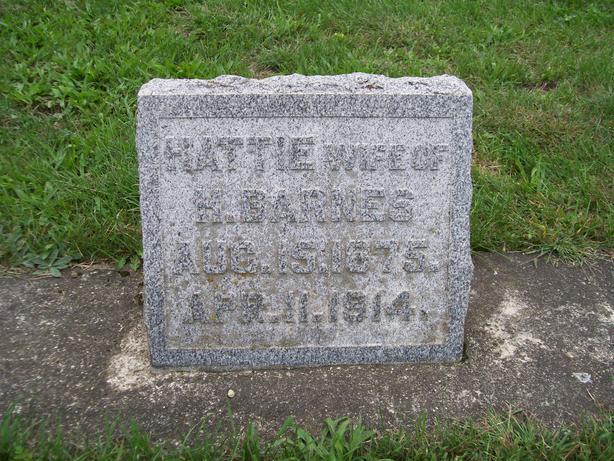 HATTIE WIFE OF
H. BARNES
AUG. 15. 1875.
APR. 11. 1914.